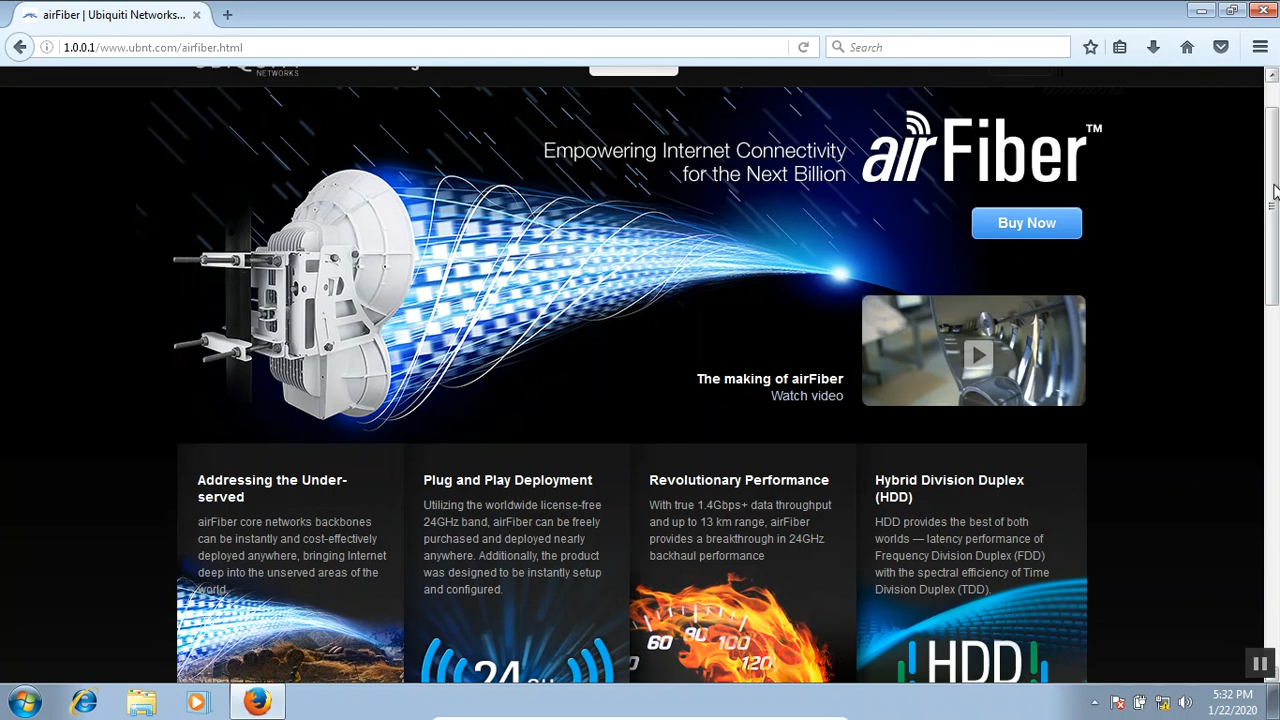 airFiber | Ubiquiti Networks...
1.0.0.1/www.ubnt.com/airfiber.html
Search
NETWORKS
Empowering Internet Connectivity
for the Next Billion
airFiber™
Buy Now
The making of airFiber
Watch video
Addressing the Under-
served
airFiber core networks backbones
can be instantly and cost-effectively
deployed anywhere, bringing Internet
deep into the unserved areas of the
world.
Plug and Play Deployment
Utilizing the worldwide license-free
24GHz band, airFiber can be freely
purchased and deployed nearly
anywhere. Additionally, the product
was designed to be instantly setup
and configured.
Revolutionary Performance
With true 1.4Gbps+ data throughput
and up to 13 km range, airFiber
provides a breakthrough in 24GHz
backhaul performance
60 80 100
120
Hybrid Division Duplex
(HDD)
HDD provides the best of both
worlds — latency performance of
Frequency Division Duplex (FDD)
with the spectral efficiency of Time
Division Duplex (TDD).
HDD
5:32 PM
1/22/2020